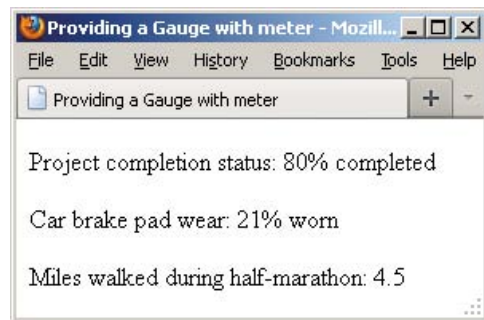 Providing a Gauge with meter - Mozill...
File Edit View History Bookmarks Tools Help
Providing a Gauge with meter
Project completion status: 80% completed
Car brake pad wear: 21% worn
Miles walked during half-marathon: 4.5